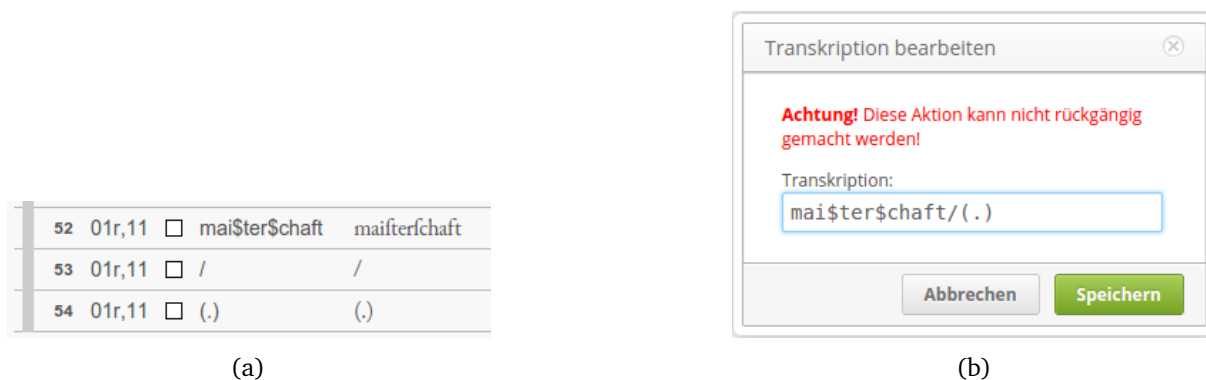 52 01r,11 mai$ter$chaft maiſterſchaft
53 01r,11 / /
54 01r,11 (.) (.)
(a)
Transkription bearbeiten
Achtung! Diese Aktion kann nicht rückgängig
gemacht werden!
Transkription:
mai$ter$chaft/(.)
Abbrechen Speichern
(b)